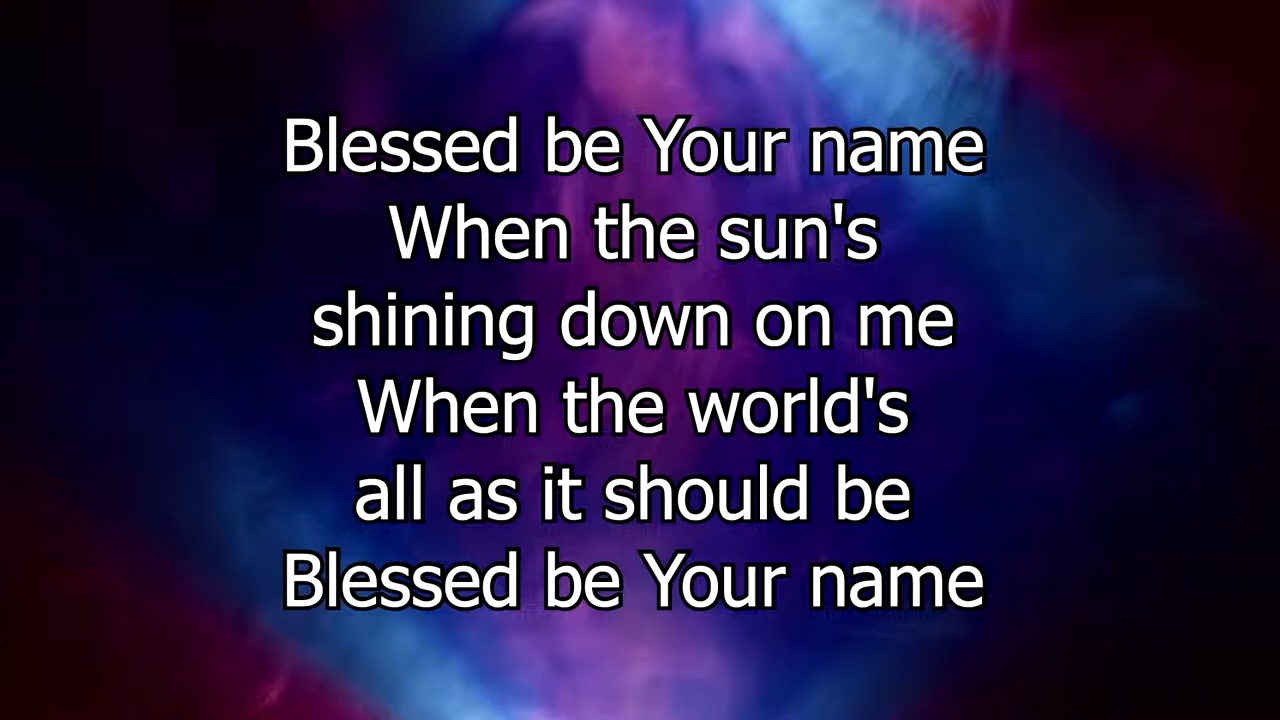 Blessed be Your name
When the sun's
shining down on me
When the world's
all as it should be
Blessed be Your name